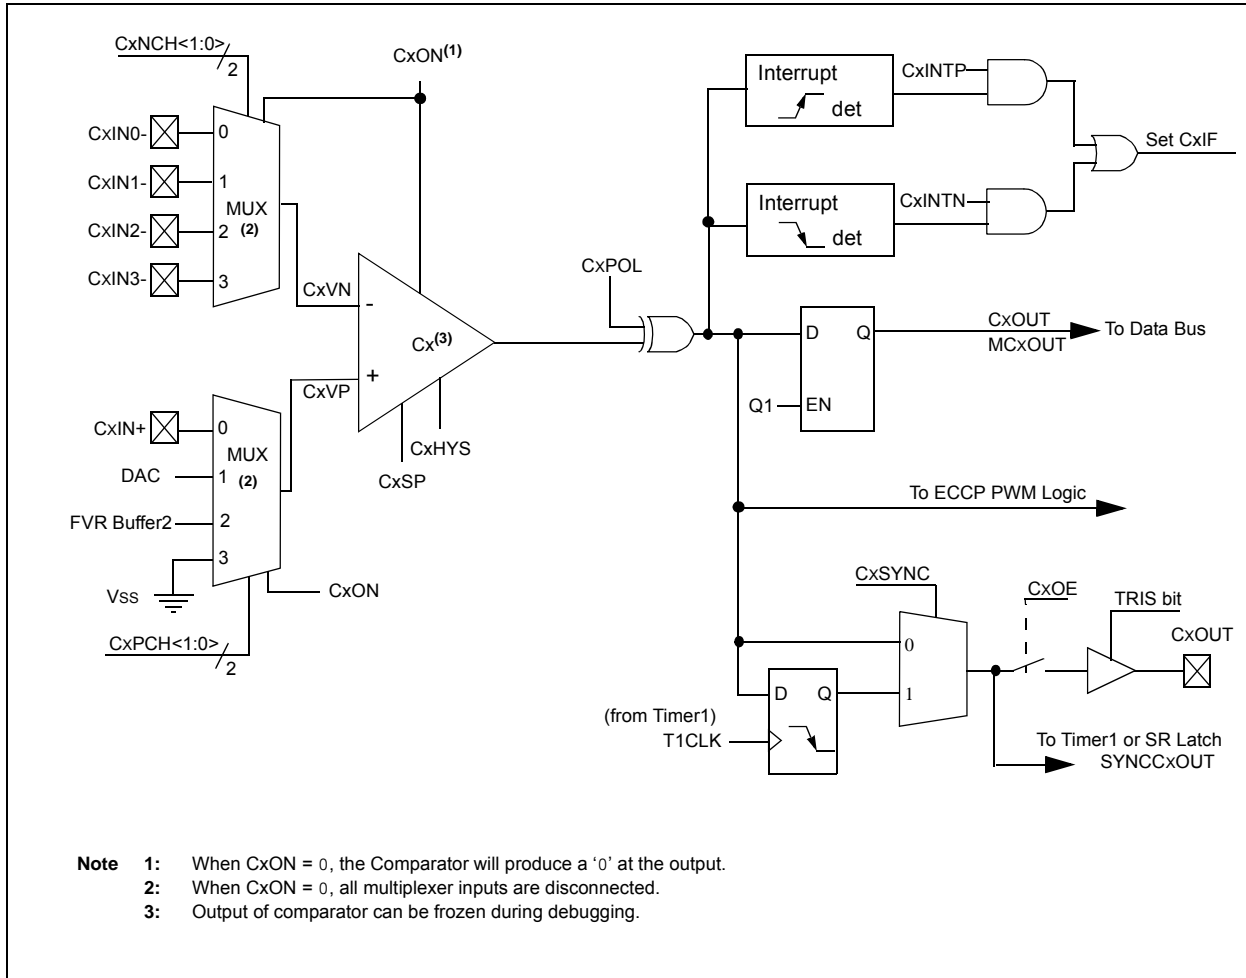 CxNCH<1:0>
2
CxON(1)
CxIN0-
0
CxIN1-
1
MUX
(2)
CxIN2-
2
CxIN3-
3
CxVN
-
Cx(3)
+
CxVP
CxHYS
CxSP
CxIN+
0
MUX
(2)
DAC
1
FVR Buffer2
2
3
VSS
CxON
CxPCH<1:0>
2
CxPOL
Interrupt
det
CxINTP
Interrupt
det
CxINTN
Set CxIF
D
Q
Q1
EN
CxOUT
MCxOUT
To Data Bus
To ECCP PWM Logic
CxSYNC
0
1
D
Q
(from Timer1)
T1CLK
CxOE
TRIS bit
CxOUT
To Timer1 or SR Latch
SYNCCxOUT
Note 1: When CxON = 0, the Comparator will produce a ‘0’ at the output.
2: When CxON = 0, all multiplexer inputs are disconnected.
3: Output of comparator can be frozen during debugging.